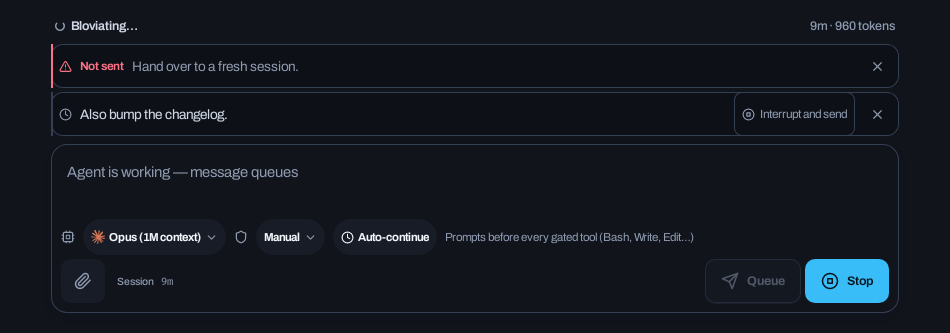 Bloviating... 9m · 960 tokens
Not sent Hand over to a fresh session.
Also bump the changelog. Interrupt and send
Agent is working — message queues
Opus (1M context) Manual Auto-continue Prompts before every gated tool (Bash, Write, Edit...)
Session 9m Queue Stop